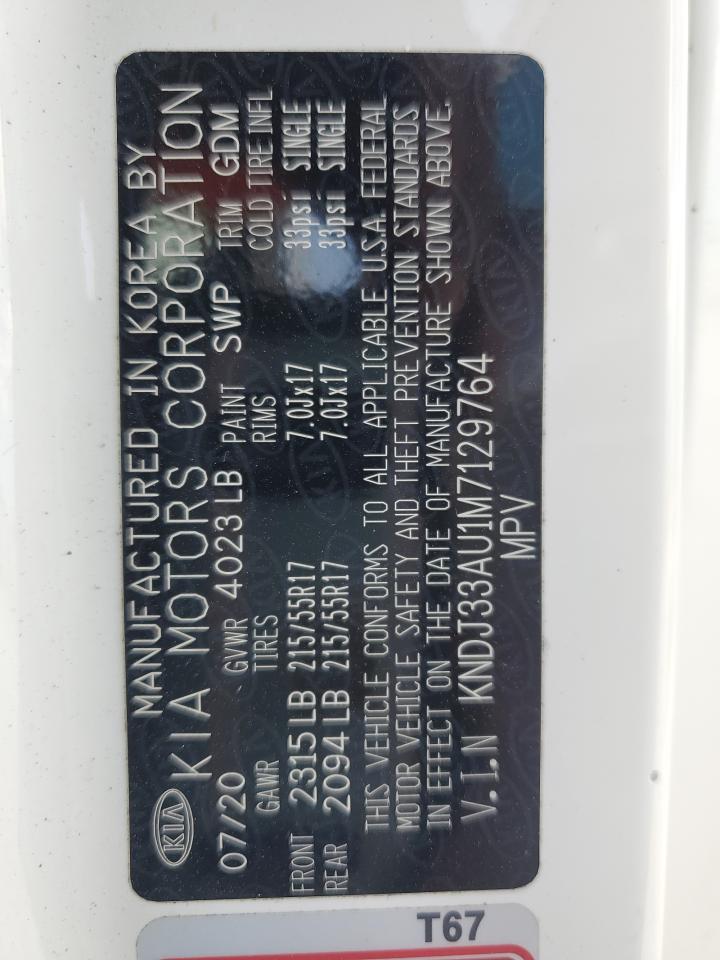 MANUFACTURED IN KOREA BY
KIA KIA MOTORS CORPORATION
07/20 GVWR 4023 LB PAINT SWP TRIM GDM
GAWR TIRES RIMS COLD TIRE INFL
FRONT 2315 LB 215/55R17 7.0Jx17 33psi SINGLE
REAR 2094 LB 215/55R17 7.0Jx17 33psi SINGLE
THIS VEHICLE CONFORMS TO ALL APPLICABLE U.S.A. FEDERAL
MOTOR VEHICLE SAFETY AND THEFT PREVENTION STANDARDS
IN EFFECT ON THE DATE OF MANUFACTURE SHOWN ABOVE.
V.I.N KNDJ33AU1M7129764
MPV
T67